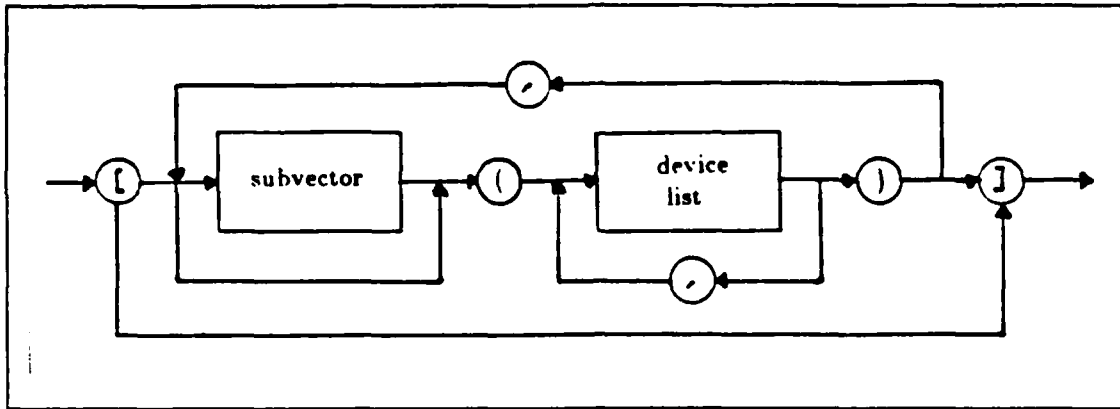 ,
[ subvector ( device list ) ]
,